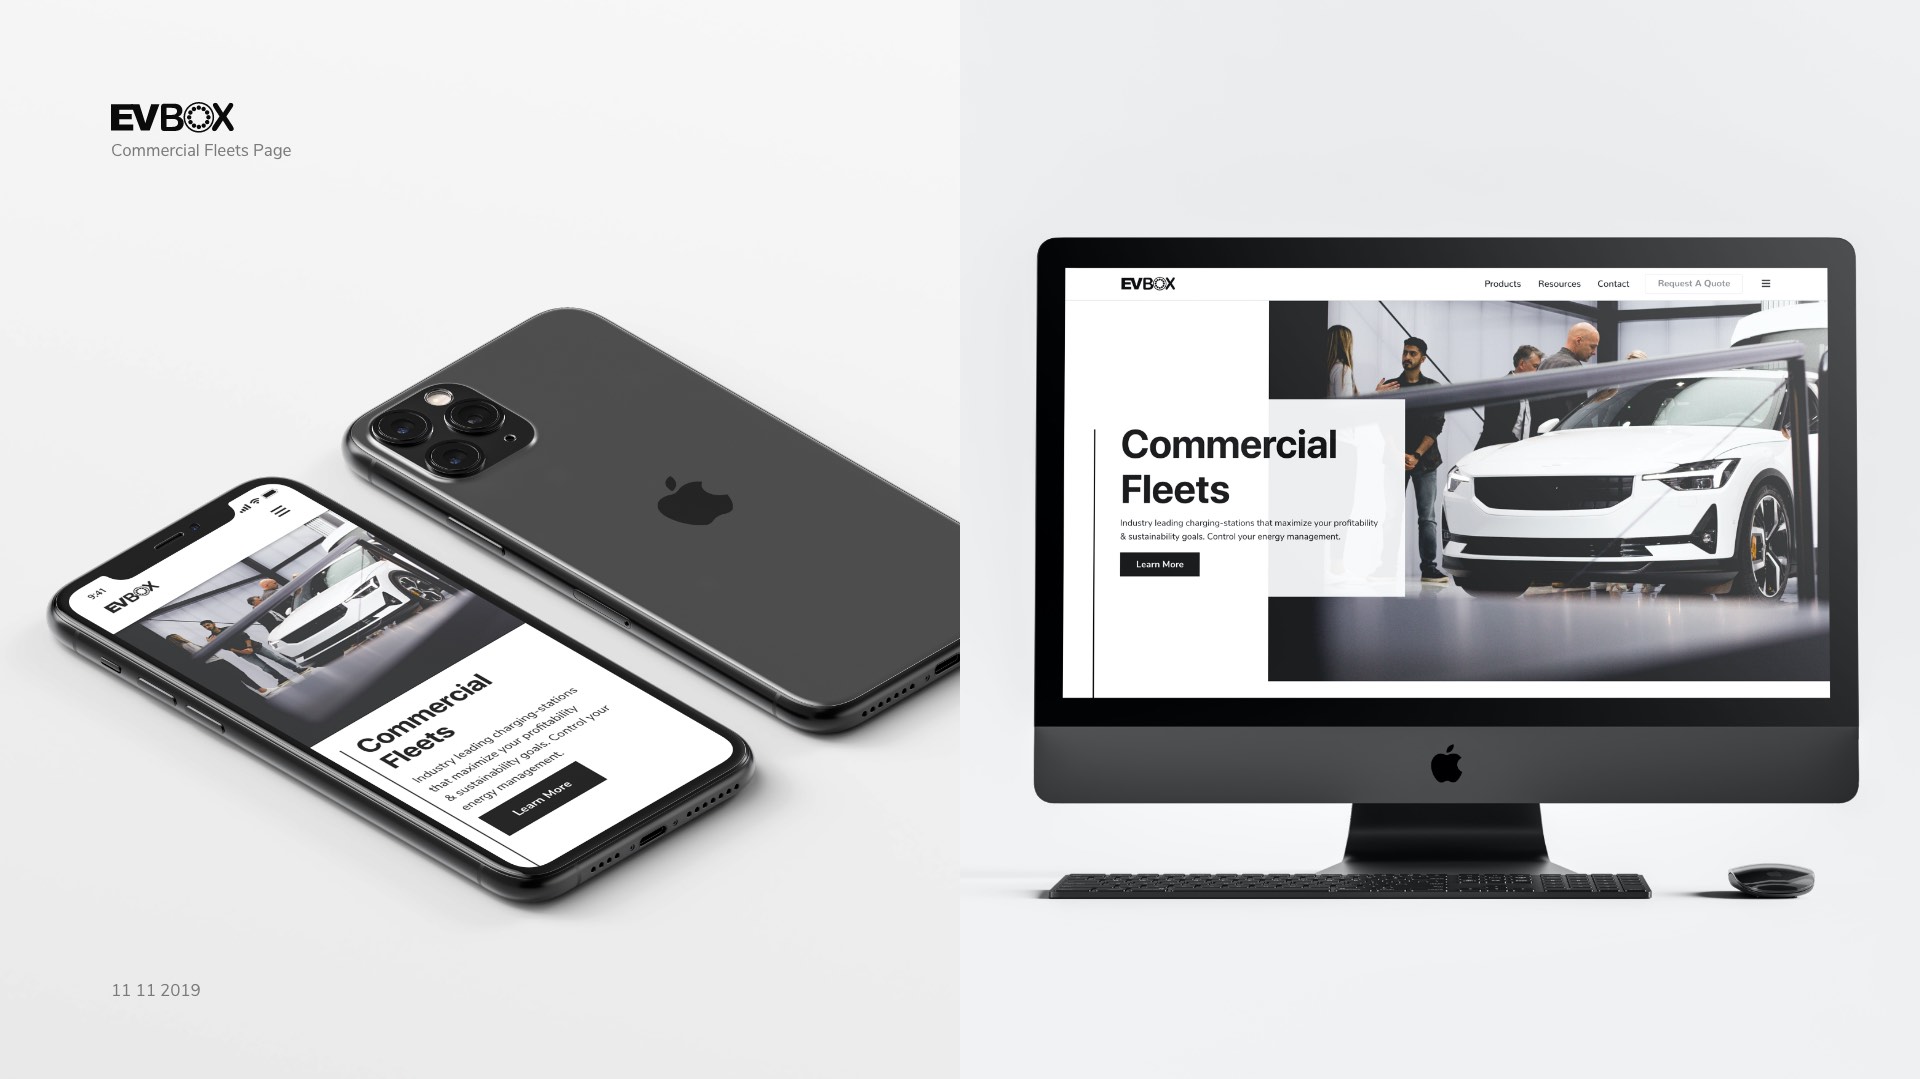 EVBOX
Commercial Fleets Page
9:41
EVBOX
Commercial
Fleets
Industry leading charging-stations
that maximize your profitability
& sustainability goals. Control your
energy management.
Learn More
11 11 2019
EVBOX
Products
Resources
Contact
Request A Quote
Commercial
Fleets
Industry leading charging-stations that maximize your profitability
& sustainability goals. Control your energy management.
Learn More